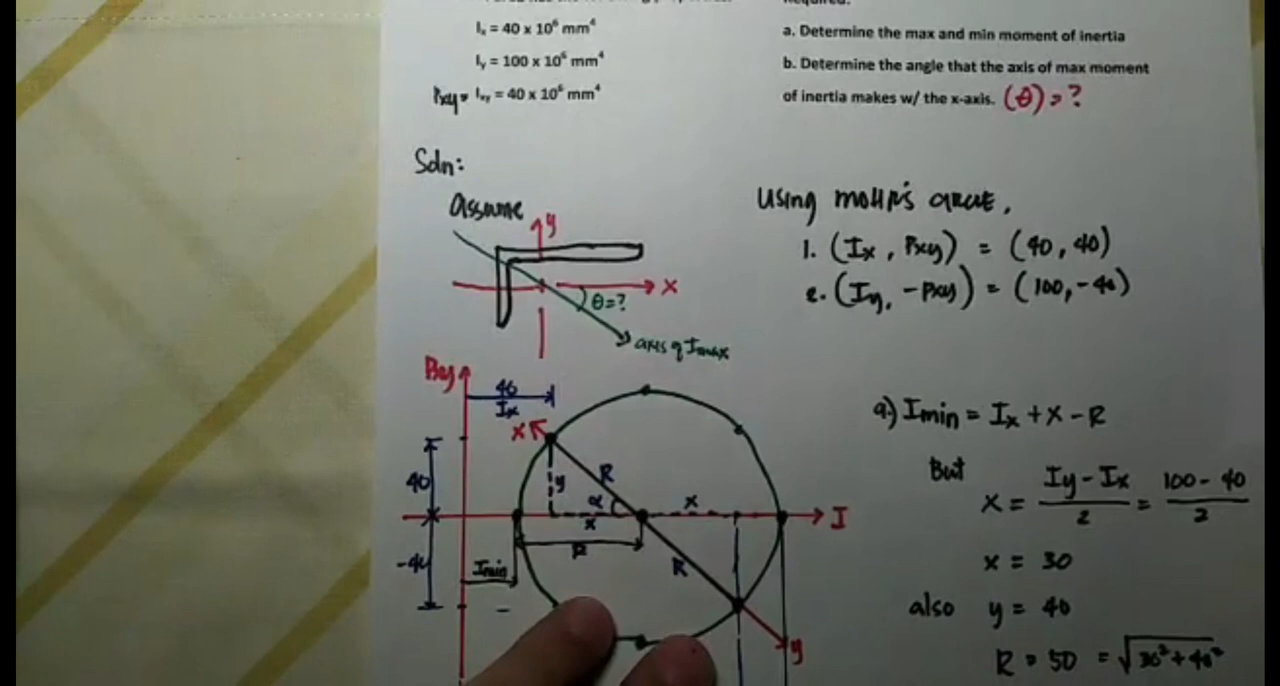 Required:
Iₓ = 40 x 10⁶ mm⁴
a. Determine the max and min moment of inertia
I_y = 100 x 10⁶ mm⁴
b. Determine the angle that the axis of max moment
Pxy = I_xy = 40 x 10⁶ mm⁴
of inertia makes w/ the x-axis. (θ) = ?
Soln:
Assume
y
x
θ=?
axis of Imax
Using MOHR'S CIRCLE,
1. (Ix, Pxy) = (40, 40)
2. (Iy, -Pxy) = (100, -40)
Pxy
40
Ix
x
40
y
R
α
x
x
I
R
-40
Imin
R
y
a.) Imin = Ix + x - R
But
x = Iy - Ix / 2 = 100 - 40 / 2
x = 30
also y = 40
R = 50 = √30² + 40²